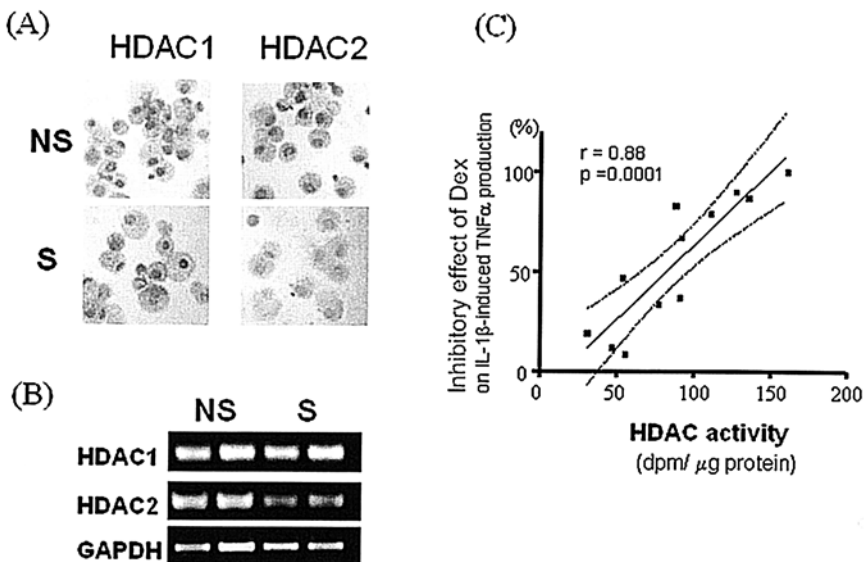 (A)
HDAC1 HDAC2
NS
S
(B)
NS S
HDAC1
HDAC2
GAPDH
(C)
(%)
r = 0.88
p =0.0001
100
50
0
0 50 100 150 200
Inhibitory effect of Dex
on IL-1β-induced TNFα production
HDAC activity
(dpm/ μg protein)